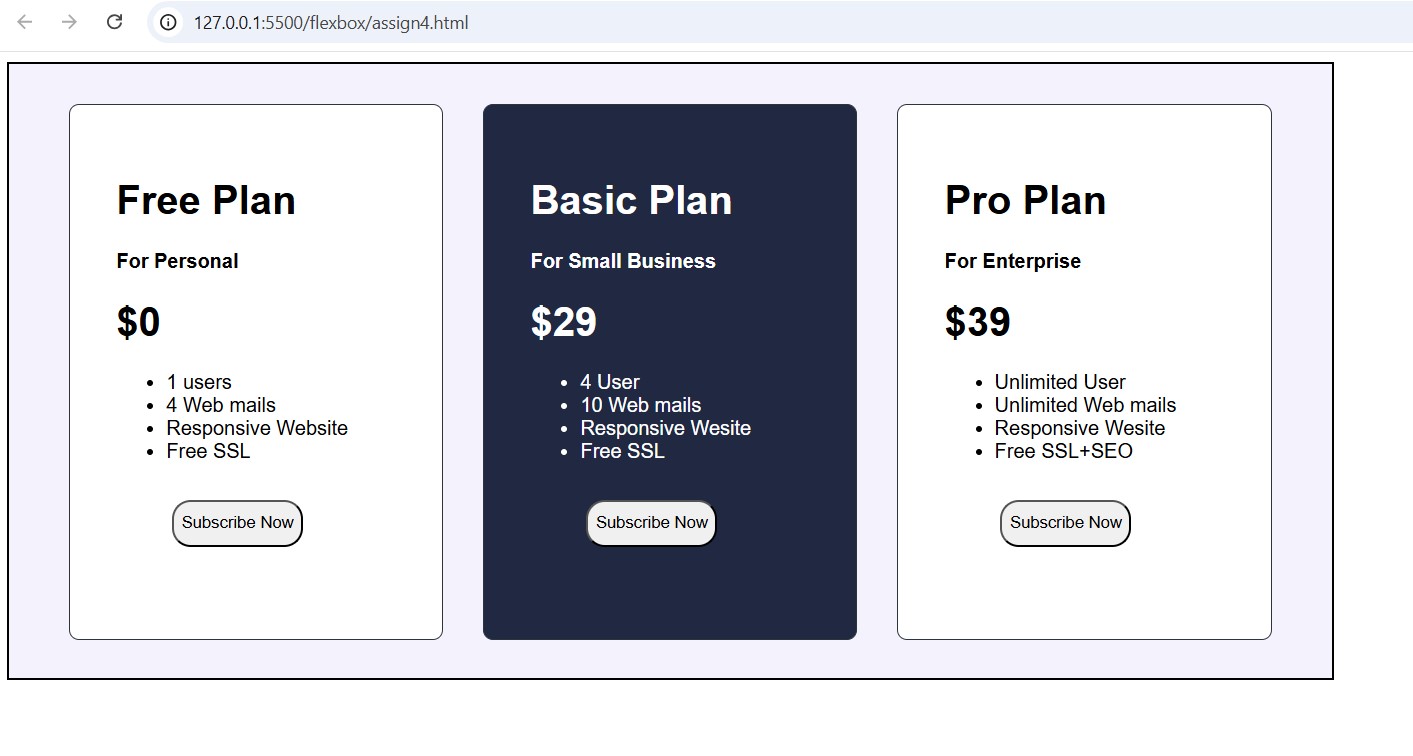 127.0.0.1:5500/flexbox/assign4.html
Free Plan
For Personal
$0
1 users
4 Web mails
Responsive Website
Free SSL
Subscribe Now
Basic Plan
For Small Business
$29
4 User
10 Web mails
Responsive Wesite
Free SSL
Subscribe Now
Pro Plan
For Enterprise
$39
Unlimited User
Unlimited Web mails
Responsive Wesite
Free SSL+SEO
Subscribe Now